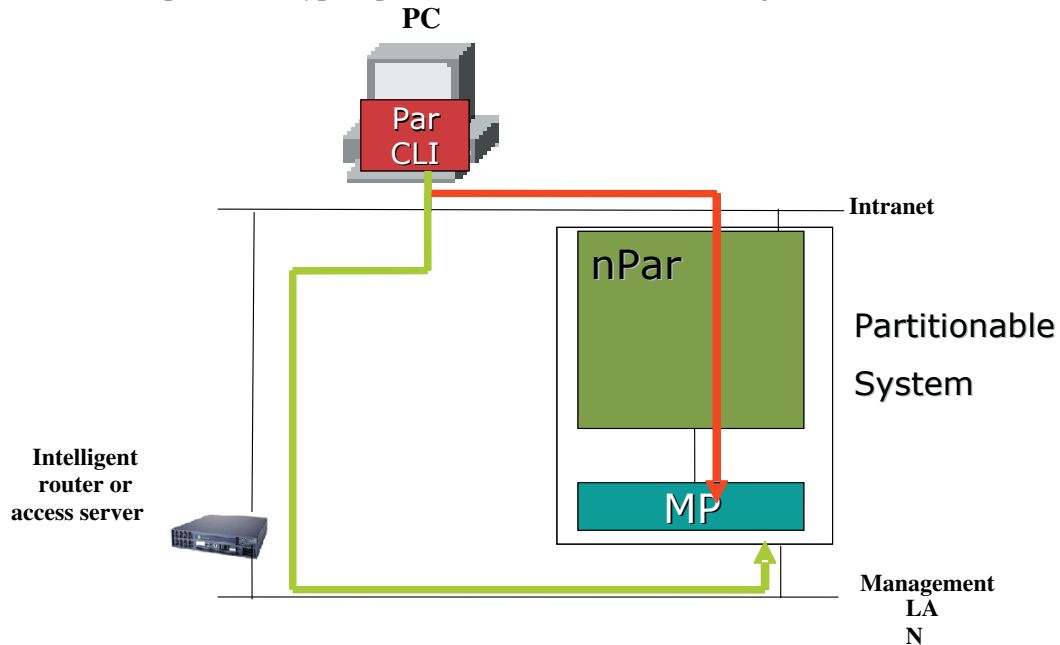 PC
Par
CLI
Intranet
nPar
Partitionable
System
Intelligent
router or
access server
MP
Management
LA
N